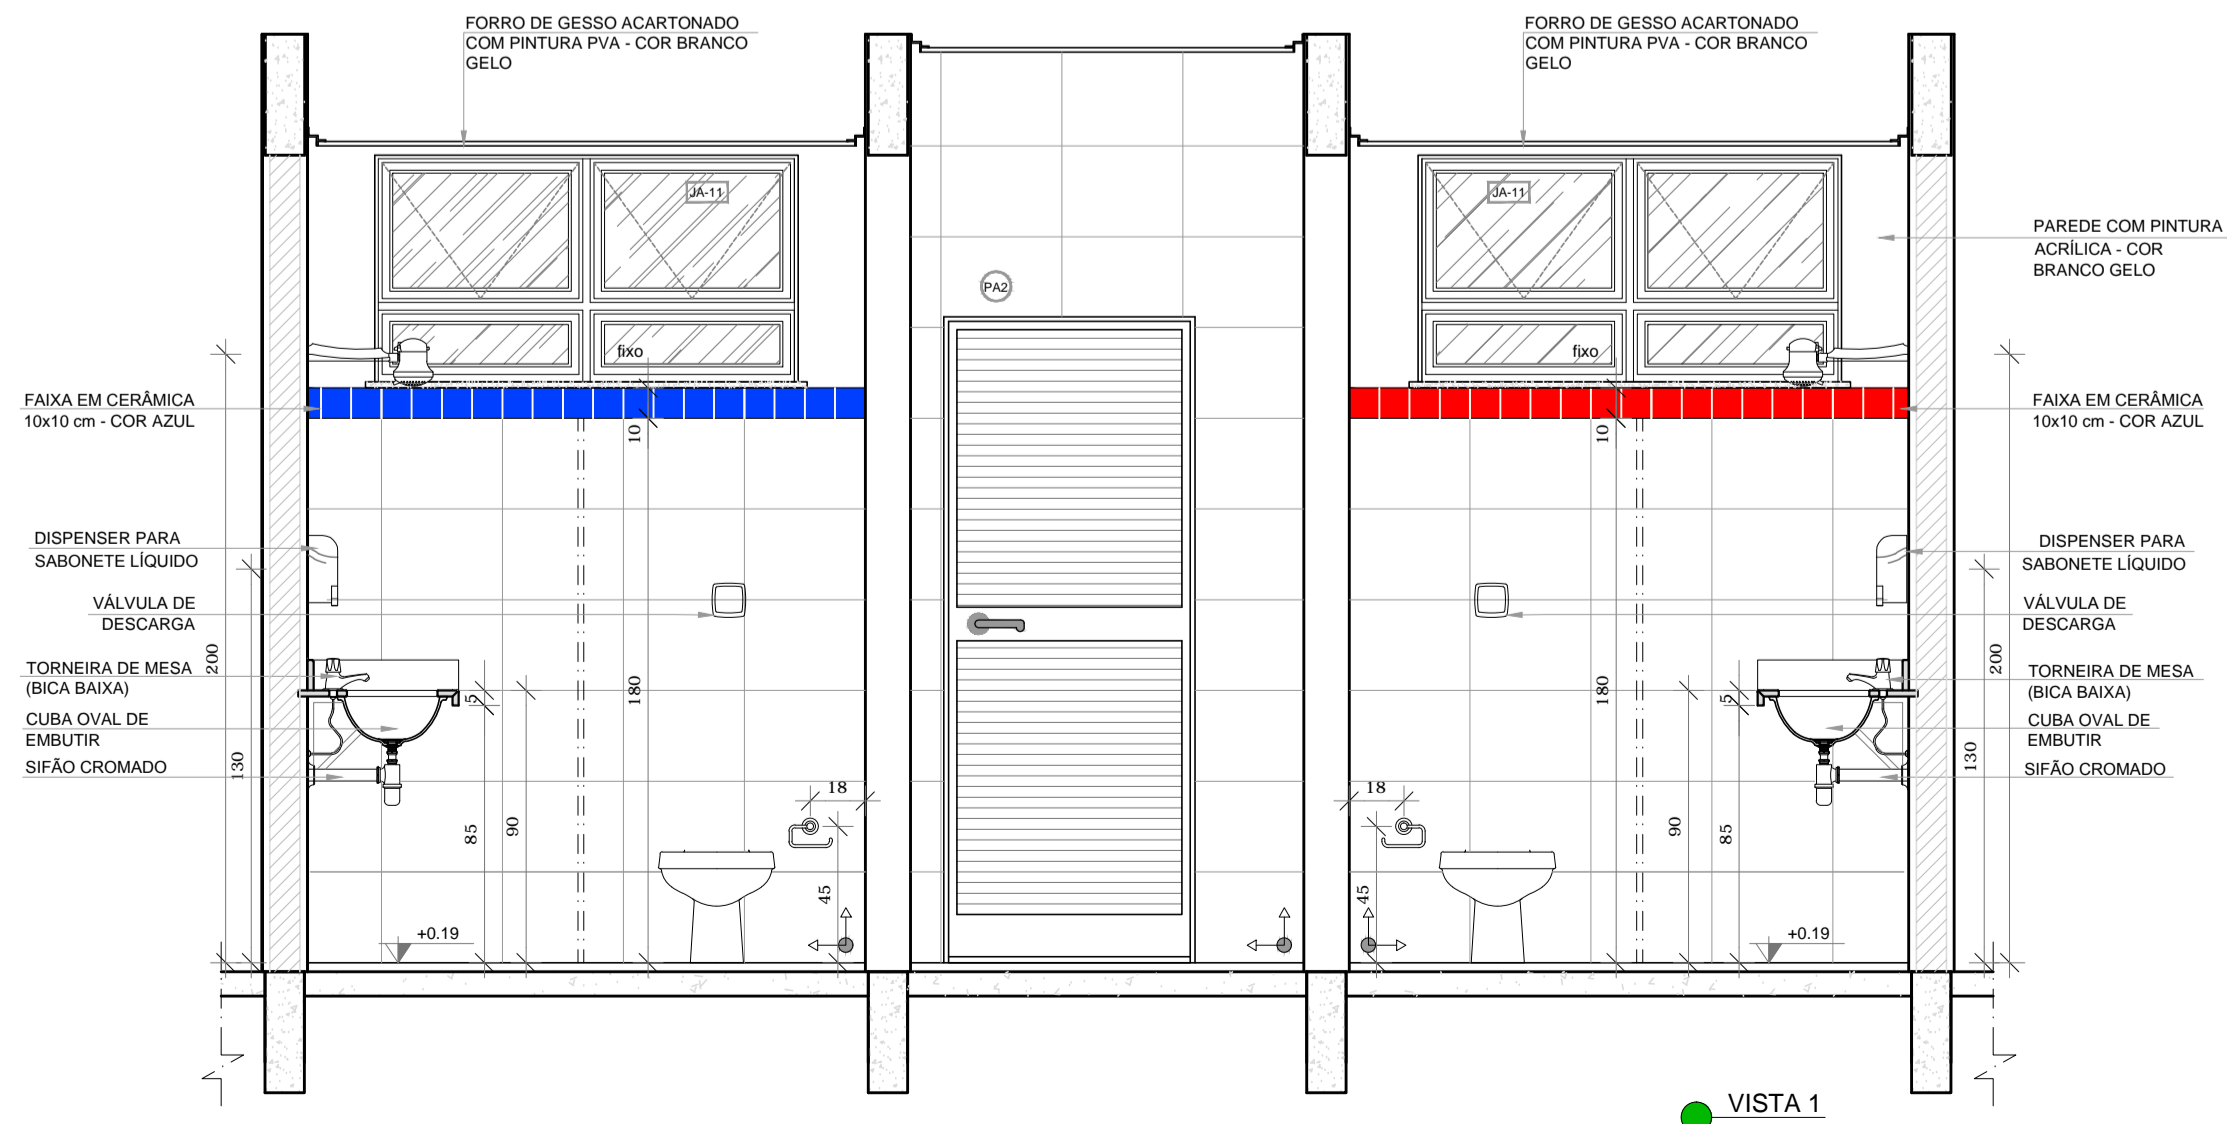 FORRO DE GESSO ACARTONADO
COM PINTURA PVA - COR BRANCO
GELO
FORRO DE GESSO ACARTONADO
COM PINTURA PVA - COR BRANCO
GELO
JA-11
JA-11
PAREDE COM PINTURA
ACRÍLICA - COR
BRANCO GELO
PA2
fixo
fixo
FAIXA EM CERÂMICA
10x10 cm - COR AZUL
10
10
FAIXA EM CERÂMICA
10x10 cm - COR AZUL
DISPENSER PARA
SABONETE LÍQUIDO
DISPENSER PARA
SABONETE LÍQUIDO
VÁLVULA DE
DESCARGA
VÁLVULA DE
DESCARGA
200
200
TORNEIRA DE MESA
(BICA BAIXA)
5
180
180
5
TORNEIRA DE MESA
(BICA BAIXA)
CUBA OVAL DE
EMBUTIR
CUBA OVAL DE
EMBUTIR
SIFÃO CROMADO
130
130
SIFÃO CROMADO
18
18
85
90
90
85
45
45
+0.19
+0.19
VISTA 1